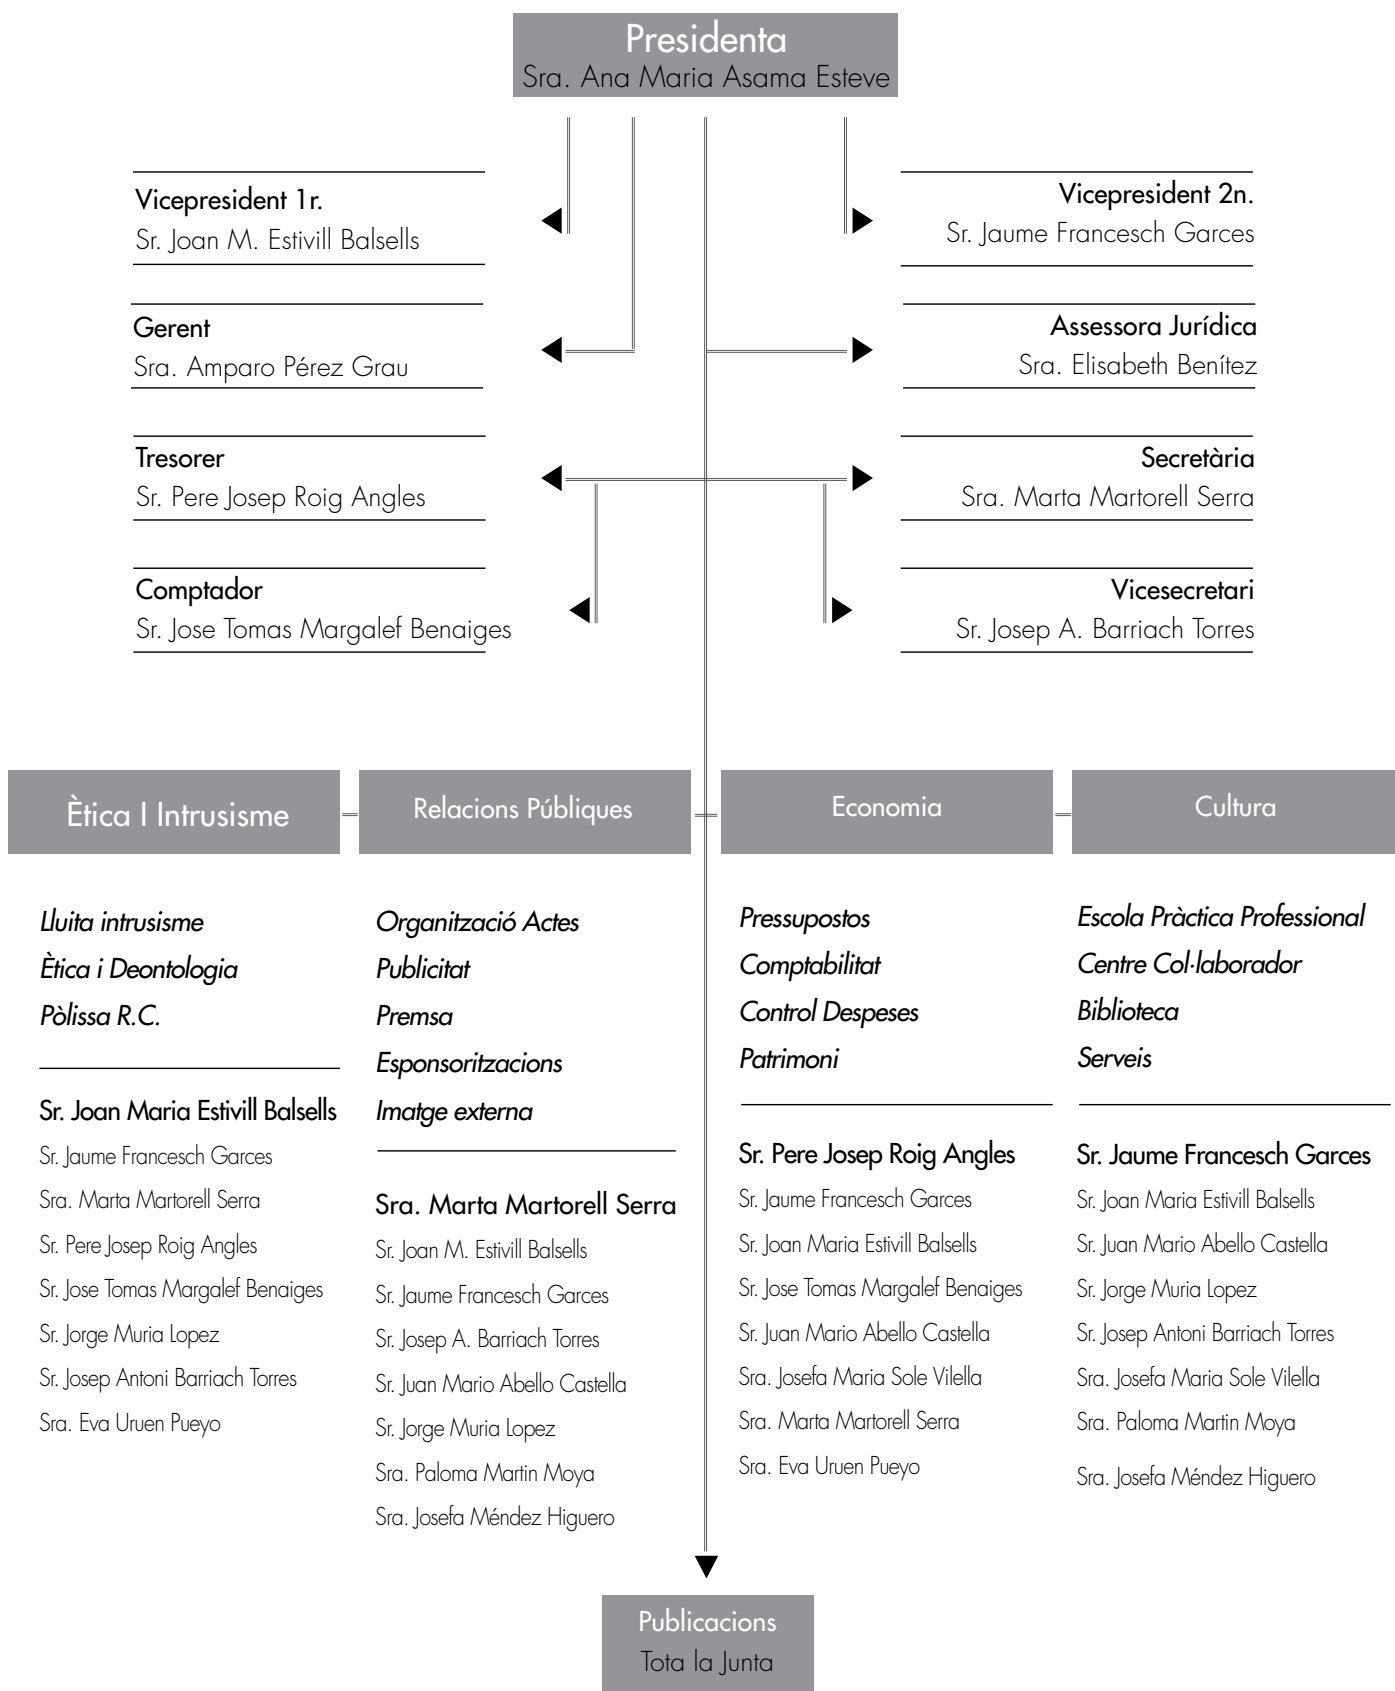 Presidenta
Sra. Ana Maria Asama Esteve
Vicepresident 1r.
Sr. Joan M. Estivill Balsells
Vicepresident 2n.
Sr. Jaume Francesch Garces
Gerent
Sra. Amparo Pérez Grau
Assessora Jurídica
Sra. Elisabeth Benítez
Tresorer
Sr. Pere Josep Roig Angles
Secretària
Sra. Marta Martorell Serra
Comptador
Sr. Jose Tomas Margalef Benaiges
Vicesecretari
Sr. Josep A. Barriach Torres
Ètica I Intrusisme
Lluita intrusisme
Ètica i Deontologia
Pòlissa R.C.
Sr. Joan Maria Estivill Balsells
Sr. Jaume Francesch Garces
Sra. Marta Martorell Serra
Sr. Pere Josep Roig Angles
Sr. Jose Tomas Margalef Benaiges
Sr. Jorge Muria Lopez
Sr. Josep Antoni Barriach Torres
Sra. Eva Uruen Pueyo
Relacions Públiques
Organització Actes
Publicitat
Premsa
Esponsoritzacions
Imatge externa
Sra. Marta Martorell Serra
Sr. Joan M. Estivill Balsells
Sr. Jaume Francesch Garces
Sr. Josep A. Barriach Torres
Sr. Juan Mario Abello Castella
Sr. Jorge Muria Lopez
Sra. Paloma Martin Moya
Sra. Josefa Méndez Higuero
Economia
Pressupostos
Comptabilitat
Control Despeses
Patrimoni
Sr. Pere Josep Roig Angles
Sr. Jaume Francesch Garces
Sr. Joan Maria Estivill Balsells
Sr. Jose Tomas Margalef Benaiges
Sr. Juan Mario Abello Castella
Sra. Josefa Maria Sole Vilella
Sra. Marta Martorell Serra
Sra. Eva Uruen Pueyo
Cultura
Escola Pràctica Professional
Centre Col·laborador
Biblioteca
Serveis
Sr. Jaume Francesch Garces
Sr. Joan Maria Estivill Balsells
Sr. Juan Mario Abello Castella
Sr. Jorge Muria Lopez
Sr. Josep Antoni Barriach Torres
Sra. Josefa Maria Sole Vilella
Sra. Paloma Martin Moya
Sra. Josefa Méndez Higuero
Publicacions
Tota la Junta